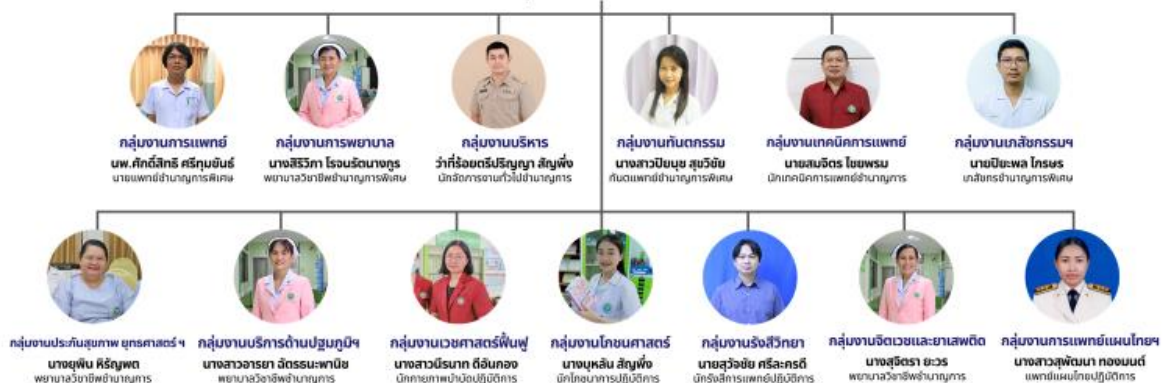 กลุ่มงานการแพทย์
นพ.ศักดิ์สิทธิ์ ศรีทุมขันธ์
นายแพทย์ชำนาญการพิเศษ
กลุ่มงานการพยาบาล
นางสิริวิภา โรจนรัตนางกูร
พยาบาลวิชาชีพชำนาญการพิเศษ
กลุ่มงานบริหาร
ว่าที่ร้อยตรีปริญญา สัญพึ่ง
นักจัดการงานทั่วไปชำนาญการ
กลุ่มงานทันตกรรม
นางสาวปิยนุช สุขวิชัย
ทันตแพทย์ชำนาญการพิเศษ
กลุ่มงานเทคนิคการแพทย์
นายสมจิตร ไชยพรม
นักเทคนิคการแพทย์ชำนาญการ
กลุ่มงานเภสัชกรรมฯ
นายปิยะพล ไกรษร
เภสัชกรชำนาญการพิเศษ
กลุ่มงานประกันสุขภาพ ยุทธศาสตร์ ฯ
นางยุพิน หิรัญพต
พยาบาลวิชาชีพชำนาญการ
กลุ่มงานบริการด้านปฐมภูมิฯ
นางสาวอารยา ฉัตรธนะพานิช
พยาบาลวิชาชีพชำนาญการ
กลุ่มงานเวชศาสตร์ฟื้นฟู
นางสาวนีรนาท ดีอันกอง
นักกายภาพบำบัดปฏิบัติการ
กลุ่มงานโภชนศาสตร์
นางบุหลัน สัญพึ่ง
นักโภชนาการปฏิบัติการ
กลุ่มงานรังสีวิทยา
นายสุวัจชัย ศรีละครดี
นักรังสีการแพทย์ปฏิบัติการ
กลุ่มงานจิตเวชและยาเสพติด
นางสุจิตรา ยะวร
พยาบาลวิชาชีพชำนาญการ
กลุ่มงานการแพทย์แผนไทยฯ
นางสาวสุพัฒนา ทองมนต์
แพทย์แผนไทยปฏิบัติการ